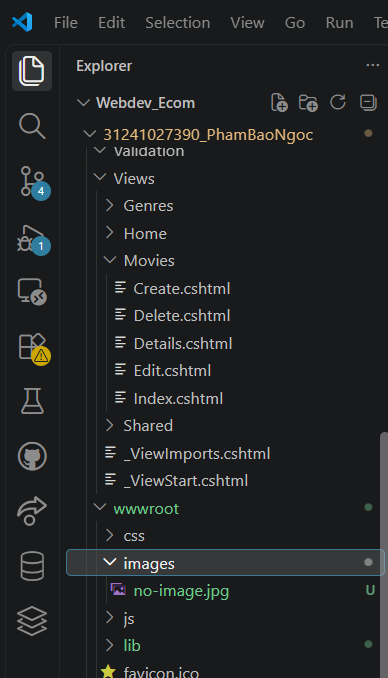 File Edit Selection View Go Run Te
Explorer
Webdev_Ecom
31241027390_PhamBaoNgoc
Validation
Views
Genres
Home
Movies
Create.cshtml
Delete.cshtml
Details.cshtml
Edit.cshtml
Index.cshtml
Shared
_ViewImports.cshtml
_ViewStart.cshtml
wwwroot
css
images
no-image.jpg U
js
lib
favicon.ico
4
1